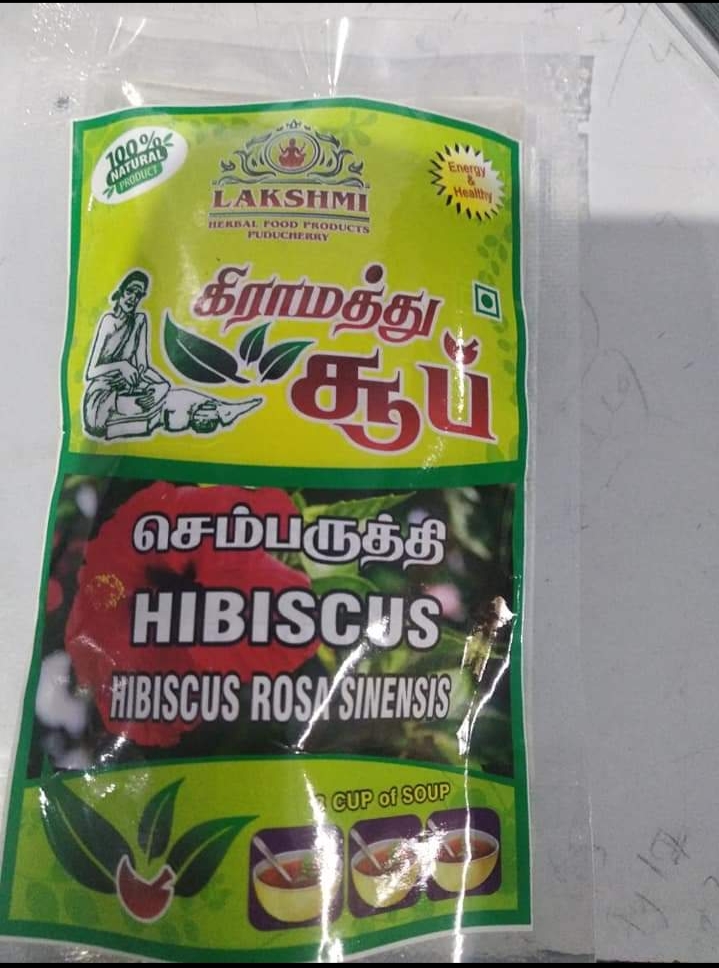 100%
NATURAL
PRODUCT
LAKSHMI
HERBAL FOOD PRODUCTS
PUDUCHERRY
Energy
&
Healthy
கிராமத்து
சூப்
செம்பருத்தி
HIBISCUS
HIBISCUS ROSA SINENSIS
CUP of SOUP